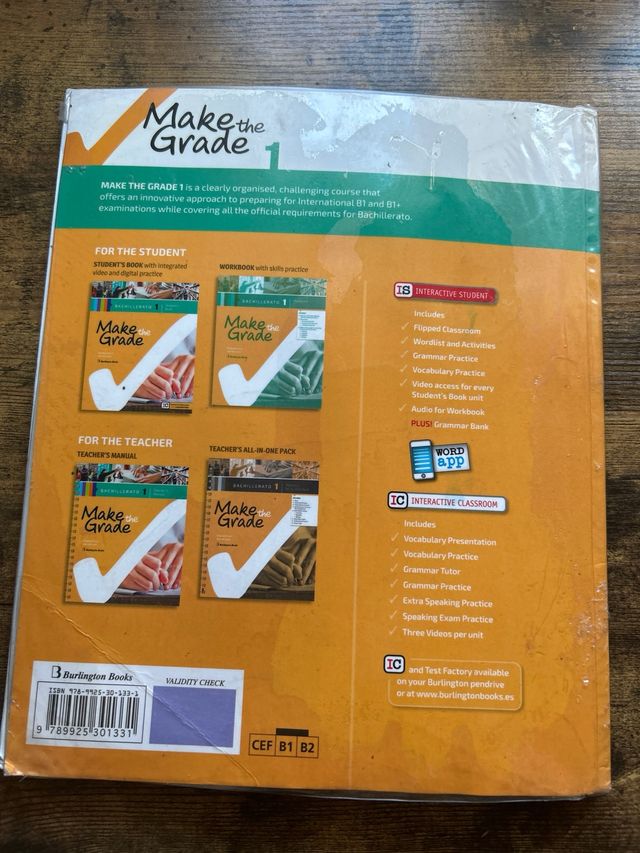 Make the
Grade 1
MAKE THE GRADE 1 is a clearly organised, challenging course that
offers an innovative approach to preparing for International B1 and B1+
examinations while covering all the official requirements for Bachillerato.
FOR THE STUDENT
STUDENT'S BOOK with integrated
video and digital practice
BACHILLERATO 1
Make the
Grade
Burlington Books
WORKBOOK with skills practice
BACHILLERATO 1
Make the
Grade
FOR THE TEACHER
TEACHER'S MANUAL
BACHILLERATO 1
Make the
Grade
Burlington Books
TEACHER'S ALL-IN-ONE PACK
BACHILLERATO 1
Make the
Grade
Burlington Books
IS INTERACTIVE STUDENT
Includes
Flipped Classroom
Wordlist and Activities
Grammar Practice
Vocabulary Practice
Video access for every
Student's Book unit
Audio for Workbook
PLUS! Grammar Bank
WORD
app
IC INTERACTIVE CLASSROOM
Includes
Vocabulary Presentation
Vocabulary Practice
Grammar Tutor
Grammar Practice
Extra Speaking Practice
Speaking Exam Practice
Three Videos per unit
IC and Test Factory available
on your Burlington pendrive
or at www.burlingtonbooks.es
B Burlington Books
ISBN 978-9925-30-133-1
9 789925 301331
VALIDITY CHECK
CEF B1 B2